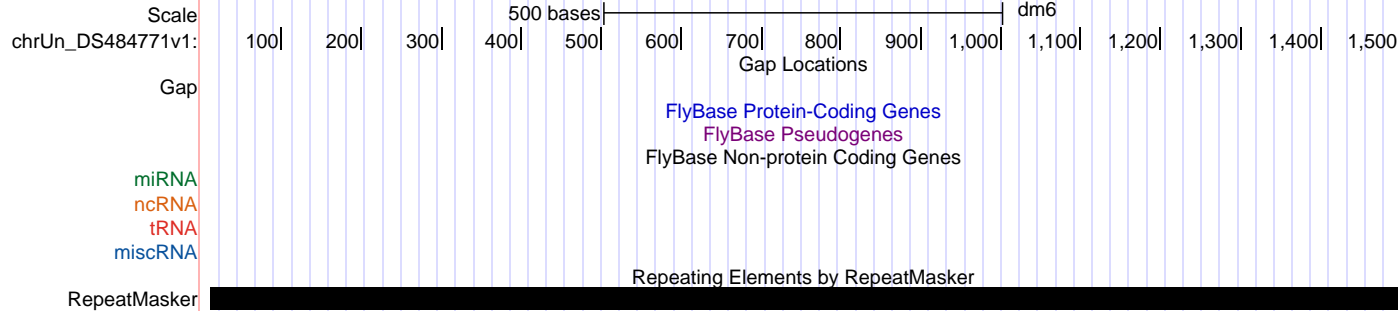 Scale 500 bases dm6
chrUn_DS484771v1: 100 200 300 400 500 600 700 800 900 1,000 1,100 1,200 1,300 1,400 1,500
Gap Locations
Gap
FlyBase Protein-Coding Genes
FlyBase Pseudogenes
FlyBase Non-protein Coding Genes
miRNA
ncRNA
tRNA
miscRNA
Repeating Elements by RepeatMasker
RepeatMasker